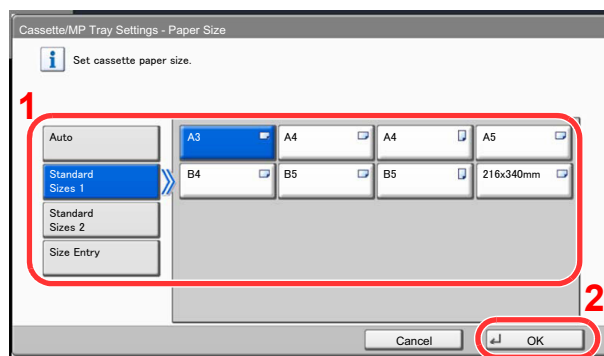 Cassette/MP Tray Settings - Paper Size
Set cassette paper size.
1
Auto
A3
A4
A4
A5
Standard
Sizes 1
B4
B5
B5
216x340mm
Standard
Sizes 2
Size Entry
2
Cancel
OK